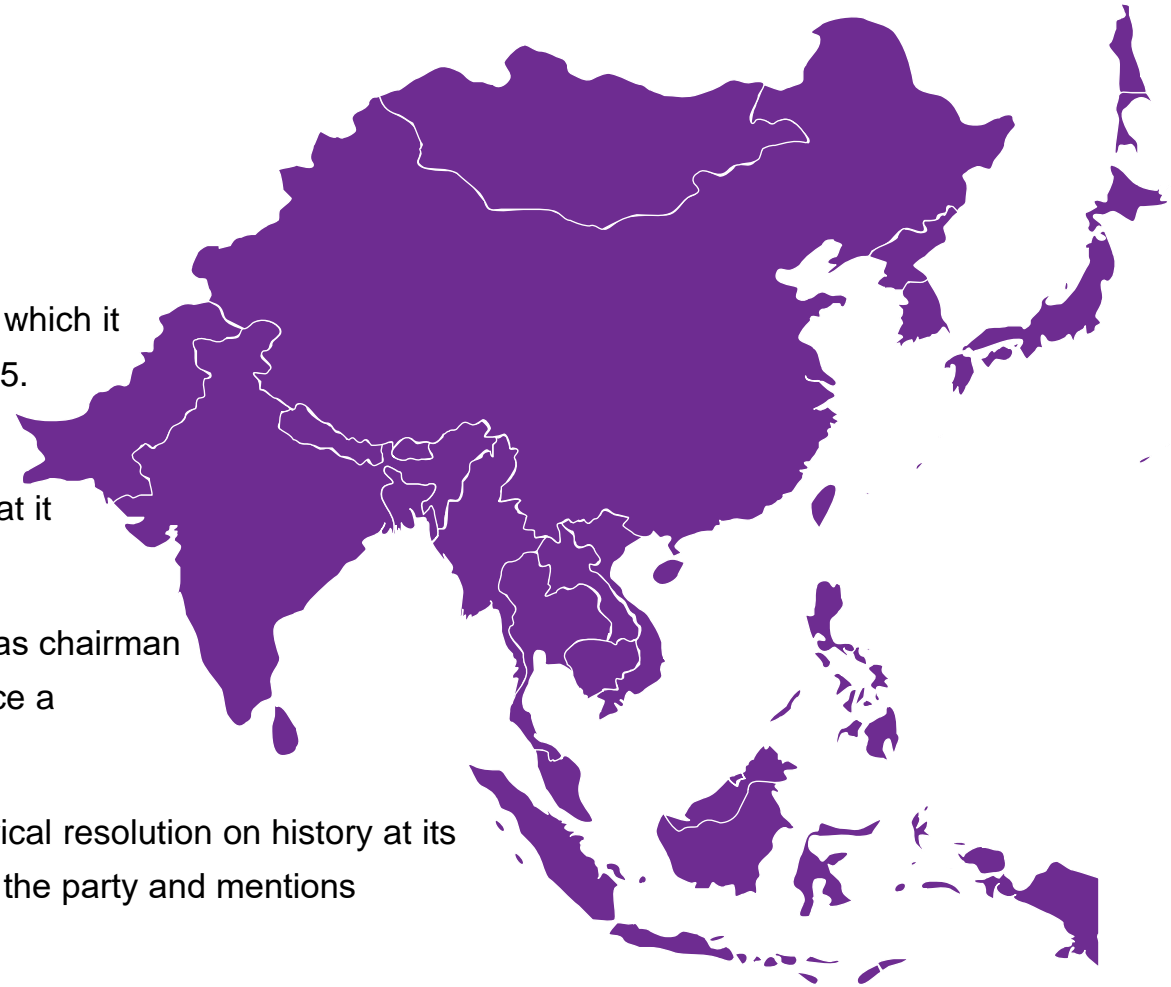 which it
5.
at it
as chairman
ce a
ical resolution on history at its
the party and mentions